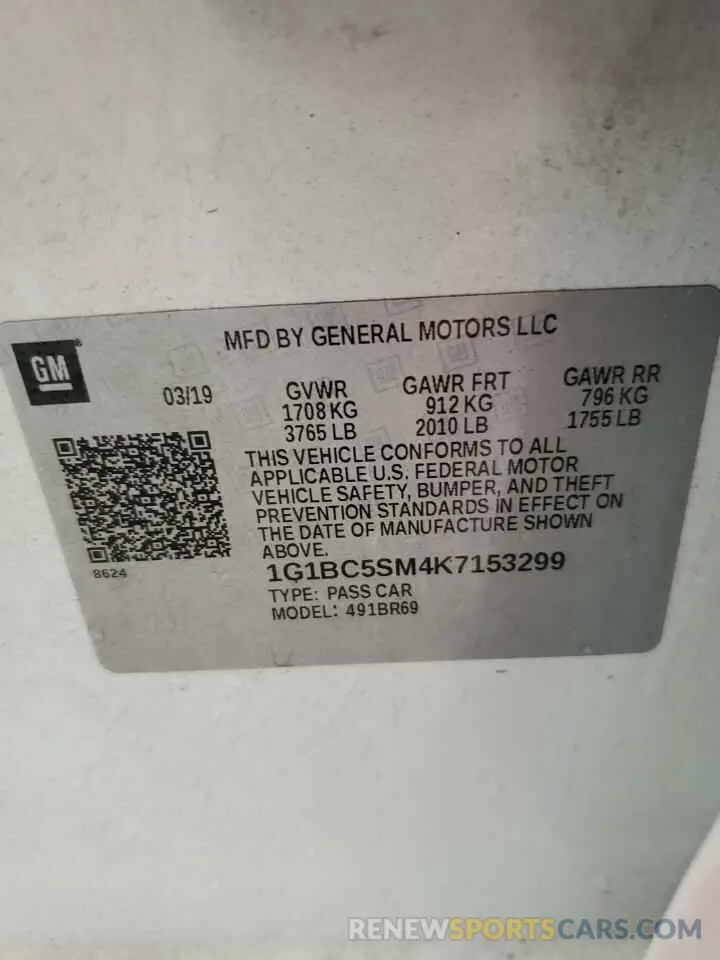 MFD BY GENERAL MOTORS LLC
GM
03/19
GVWR
1708 KG
3765 LB
GAWR FRT
912 KG
2010 LB
GAWR RR
796 KG
1755 LB
THIS VEHICLE CONFORMS TO ALL
APPLICABLE U.S. FEDERAL MOTOR
VEHICLE SAFETY, BUMPER, AND THEFT
PREVENTION STANDARDS IN EFFECT ON
THE DATE OF MANUFACTURE SHOWN
ABOVE.
8624
1G1BC5SM4K7153299
TYPE: PASS CAR
MODEL: 491BR69
RENEWSPORTSCARS.COM